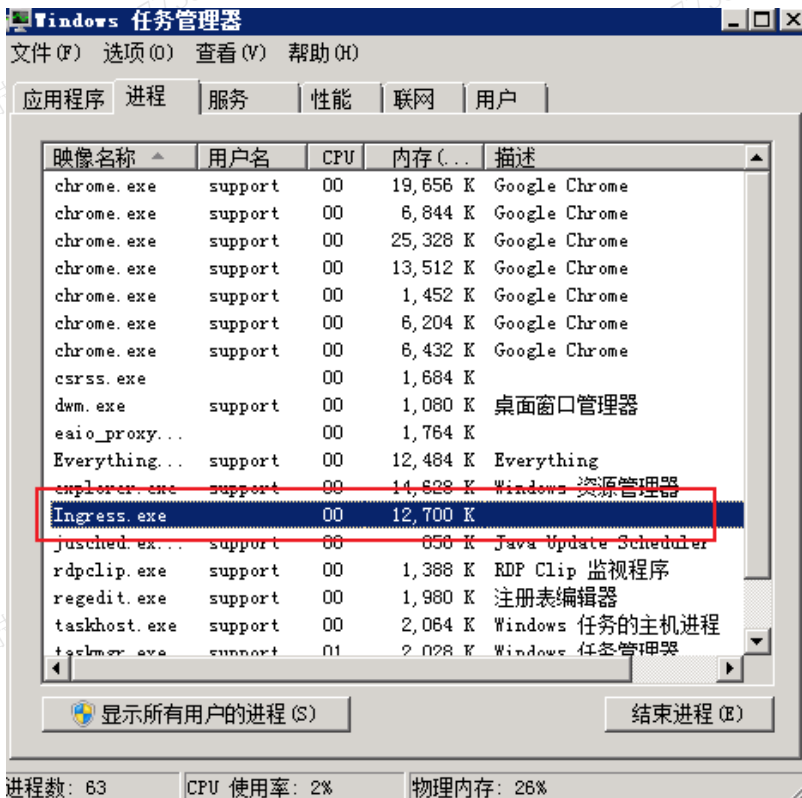 Windows 任务管理器
文件(F) 选项(O) 查看(V) 帮助(H)
应用程序 进程 服务 性能 联网 用户
映像名称 用户名 CPU 内存(... 描述
chrome.exe support 00 19,656 K Google Chrome
chrome.exe support 00 6,844 K Google Chrome
chrome.exe support 00 25,328 K Google Chrome
chrome.exe support 00 13,512 K Google Chrome
chrome.exe support 00 1,452 K Google Chrome
chrome.exe support 00 6,204 K Google Chrome
chrome.exe support 00 6,432 K Google Chrome
csrss.exe 00 1,684 K
dwm.exe support 00 1,080 K 桌面窗口管理器
eaio_proxy... 00 1,764 K
Everything... support 00 12,484 K Everything
explorer.exe support 00 14,628 K Windows 资源管理器
Ingress.exe 00 12,700 K
jusched.ex... support 00 856 K Java Update Scheduler
rdpclip.exe support 00 1,388 K RDP Clip 监视程序
regedit.exe support 00 1,980 K 注册表编辑器
taskhost.exe support 00 2,064 K Windows 任务的主机进程
taskmgr.exe support 01 2,028 K Windows 任务管理器
显示所有用户的进程(S) 结束进程(E)
进程数: 63 CPU 使用率: 2% 物理内存: 26%